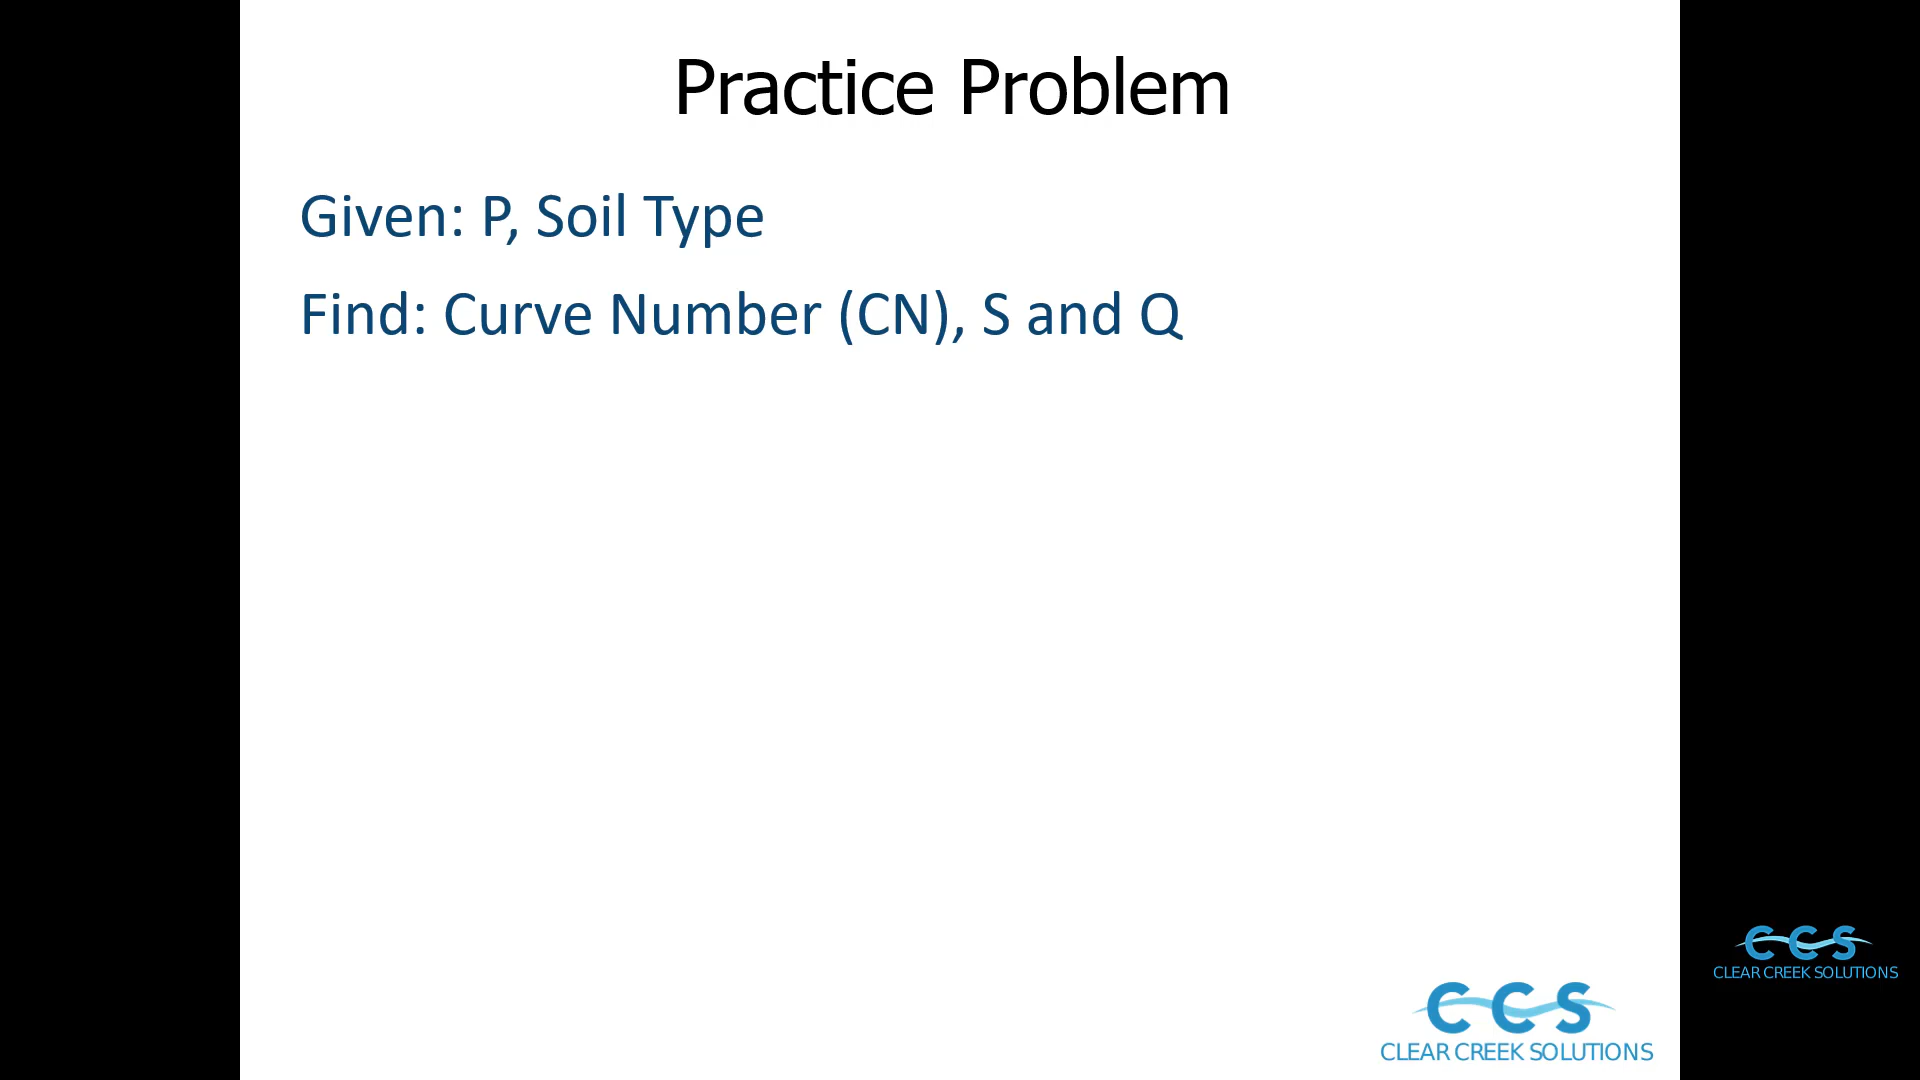 Practice Problem
Given: P, Soil Type
Find: Curve Number (CN), S and Q
CCS
CLEAR CREEK SOLUTIONS
CCS
CLEAR CREEK SOLUTIONS